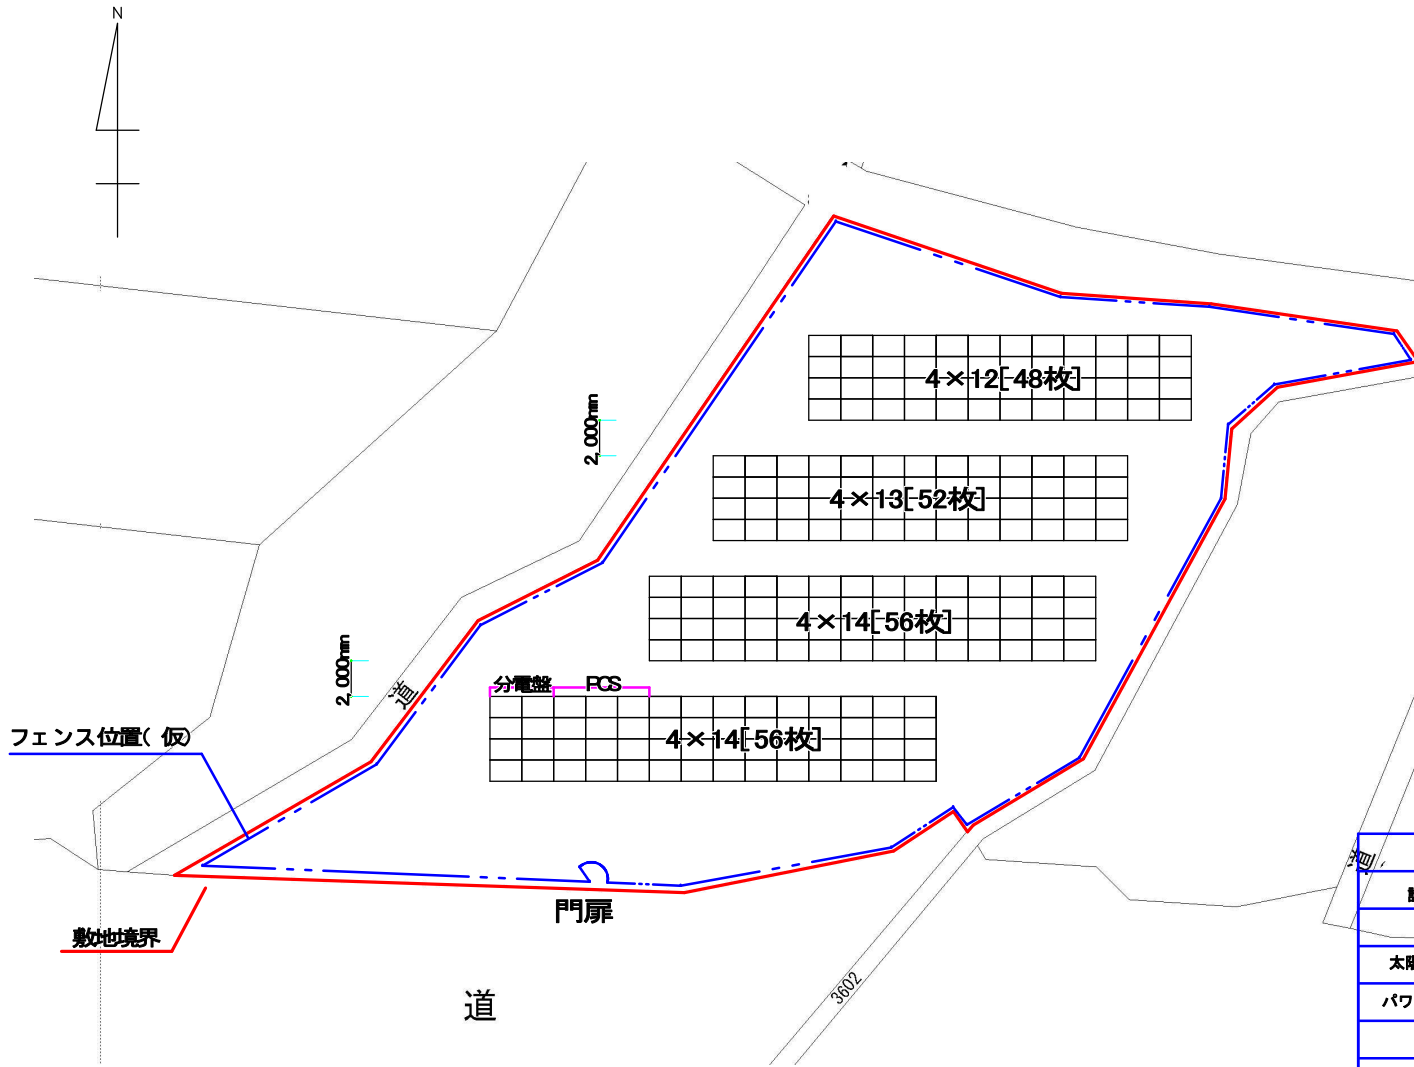 N
4×12[48枚]
2,000mm
4×13[52枚]
4×14[56枚]
2,000mm
分電盤 PCS
道
4×14[56枚]
フェンス位置(仮)
道
門扉
敷地境界
太陽
3602
道
パワ